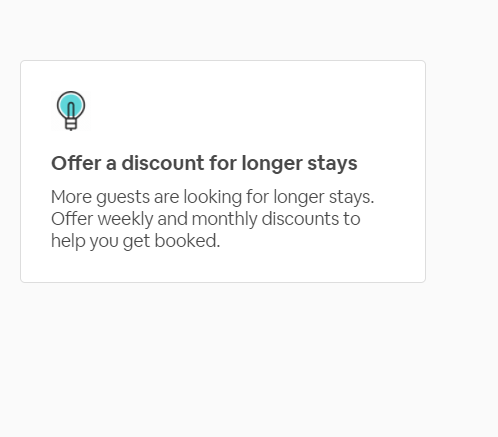 Offer a discount for longer stays
More guests are looking for longer stays.
Offer weekly and monthly discounts to
help you get booked.